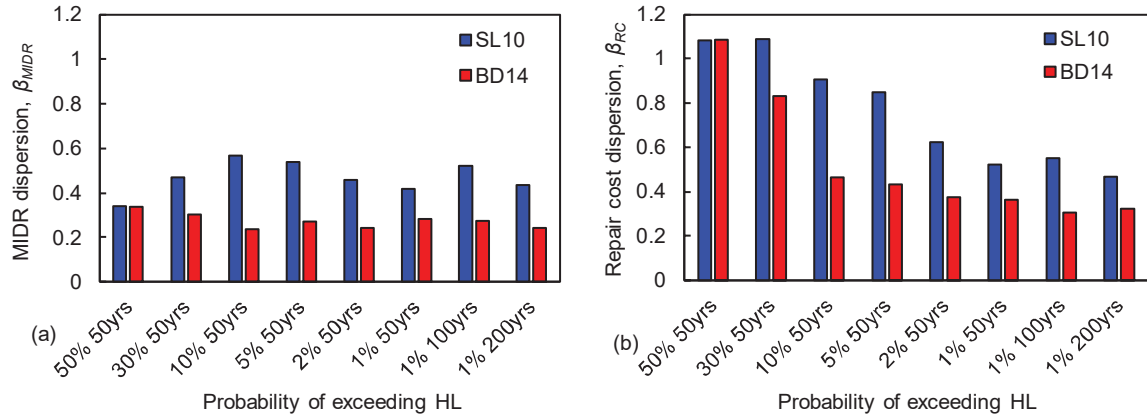 1.2
1
0.8
0.6
0.4
0.2
0
MIDR dispersion, βMIDR
SL10
BD14
50% 50yrs
30% 50yrs
10% 50yrs
5% 50yrs
2% 50yrs
1% 50yrs
1% 100yrs
1% 200yrs
(a)
Probability of exceeding HL
1.2
1
0.8
0.6
0.4
0.2
0
Repair cost dispersion, βRC
SL10
BD14
50% 50yrs
30% 50yrs
10% 50yrs
5% 50yrs
2% 50yrs
1% 50yrs
1% 100yrs
1% 200yrs
(b)
Probability of exceeding HL